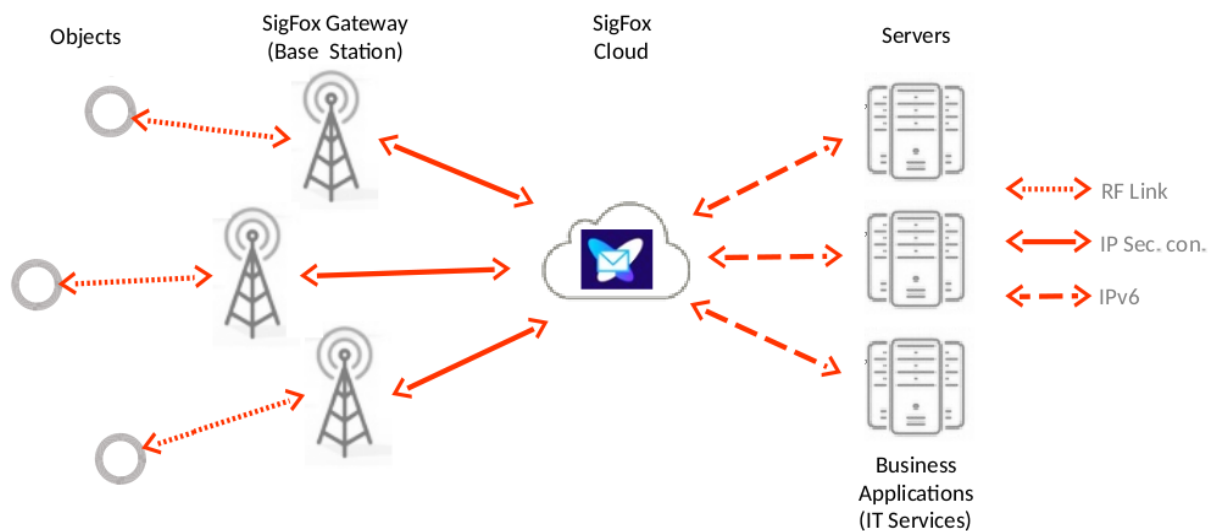 Objects
SigFox Gateway
(Base Station)
SigFox
Cloud
Servers
RF Link
IP Sec. con.
IPv6
Business
Applications
(IT Services)